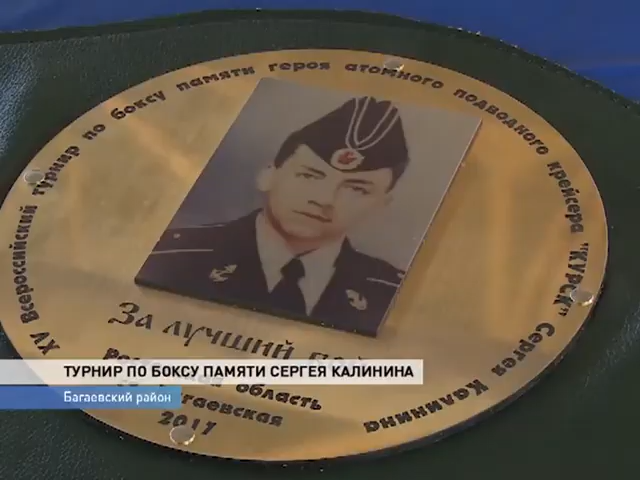 XV Всероссийский турнир по боксу памяти героя атомного подводного крейсера "КУРСК" Сергея Калинина
За лучший
область
2017
ТУРНИР ПО БОКСУ ПАМЯТИ СЕРГЕЯ КАЛИНИНА
Багаевский район